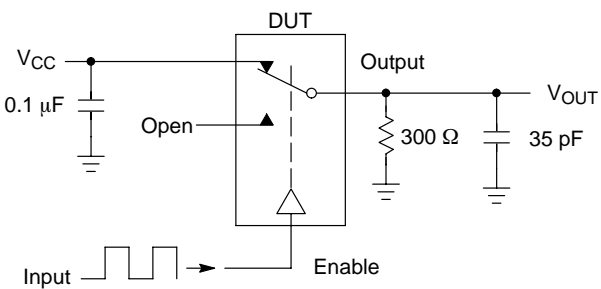 DUT
VCC
Output
0.1 μF
VOUT
Open
300 Ω
35 pF
Input
Enable